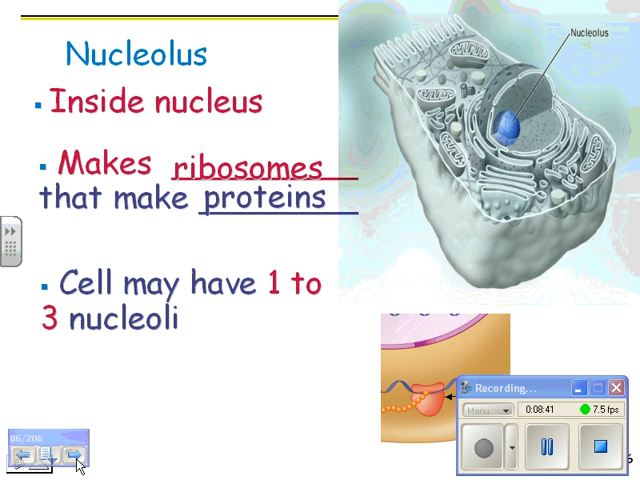 Nucleolus
Nucleolus
Inside nucleus
Makes ribosomes
that make proteins
Cell may have 1 to
3 nucleoli
Recording...
Menu
0:08:41
7.5 fps
86/206